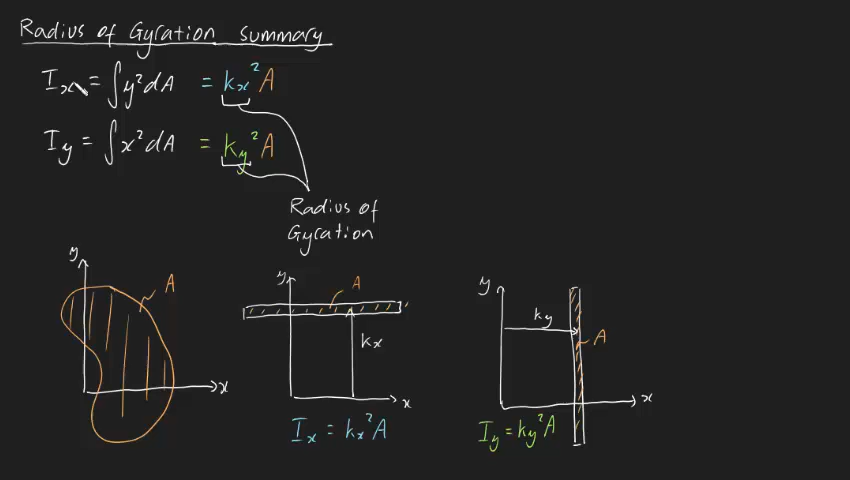 Radius of Gyration summary
Ix = ∫y²dA = kx²A
Iy = ∫x²dA = ky²A
Radius of
Gyration
y
A
x
y
A
kx
x
Ix = kx²A
y
ky
A
x
Iy = ky²A